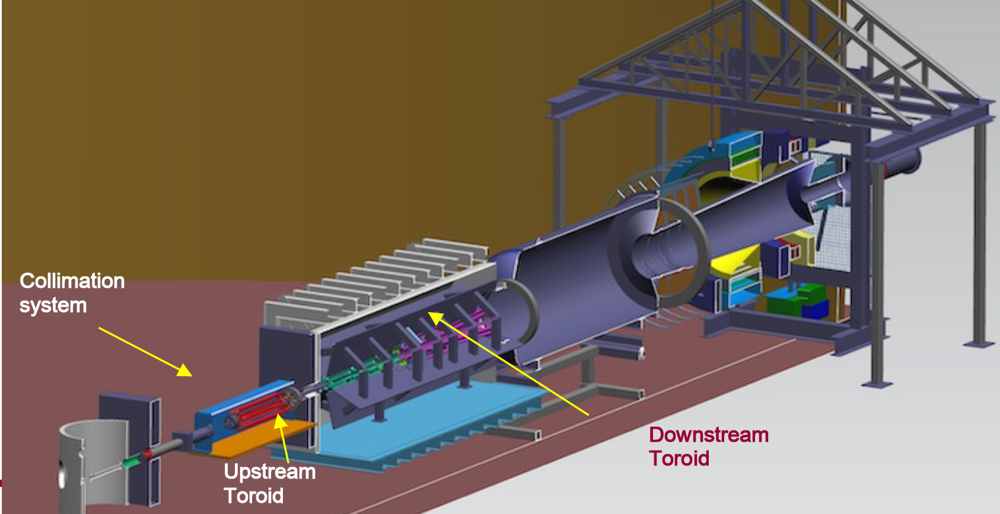 Collimation
system
Upstream
Toroid
Downstream
Toroid